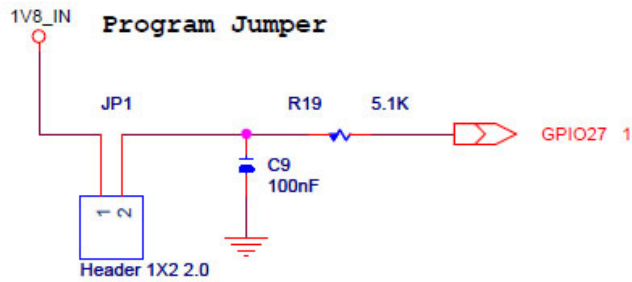 1V8_IN
Program Jumper
JP1
R19 5.1K
GPIO27 1
C9
100nF
1 2
Header 1X2 2.0